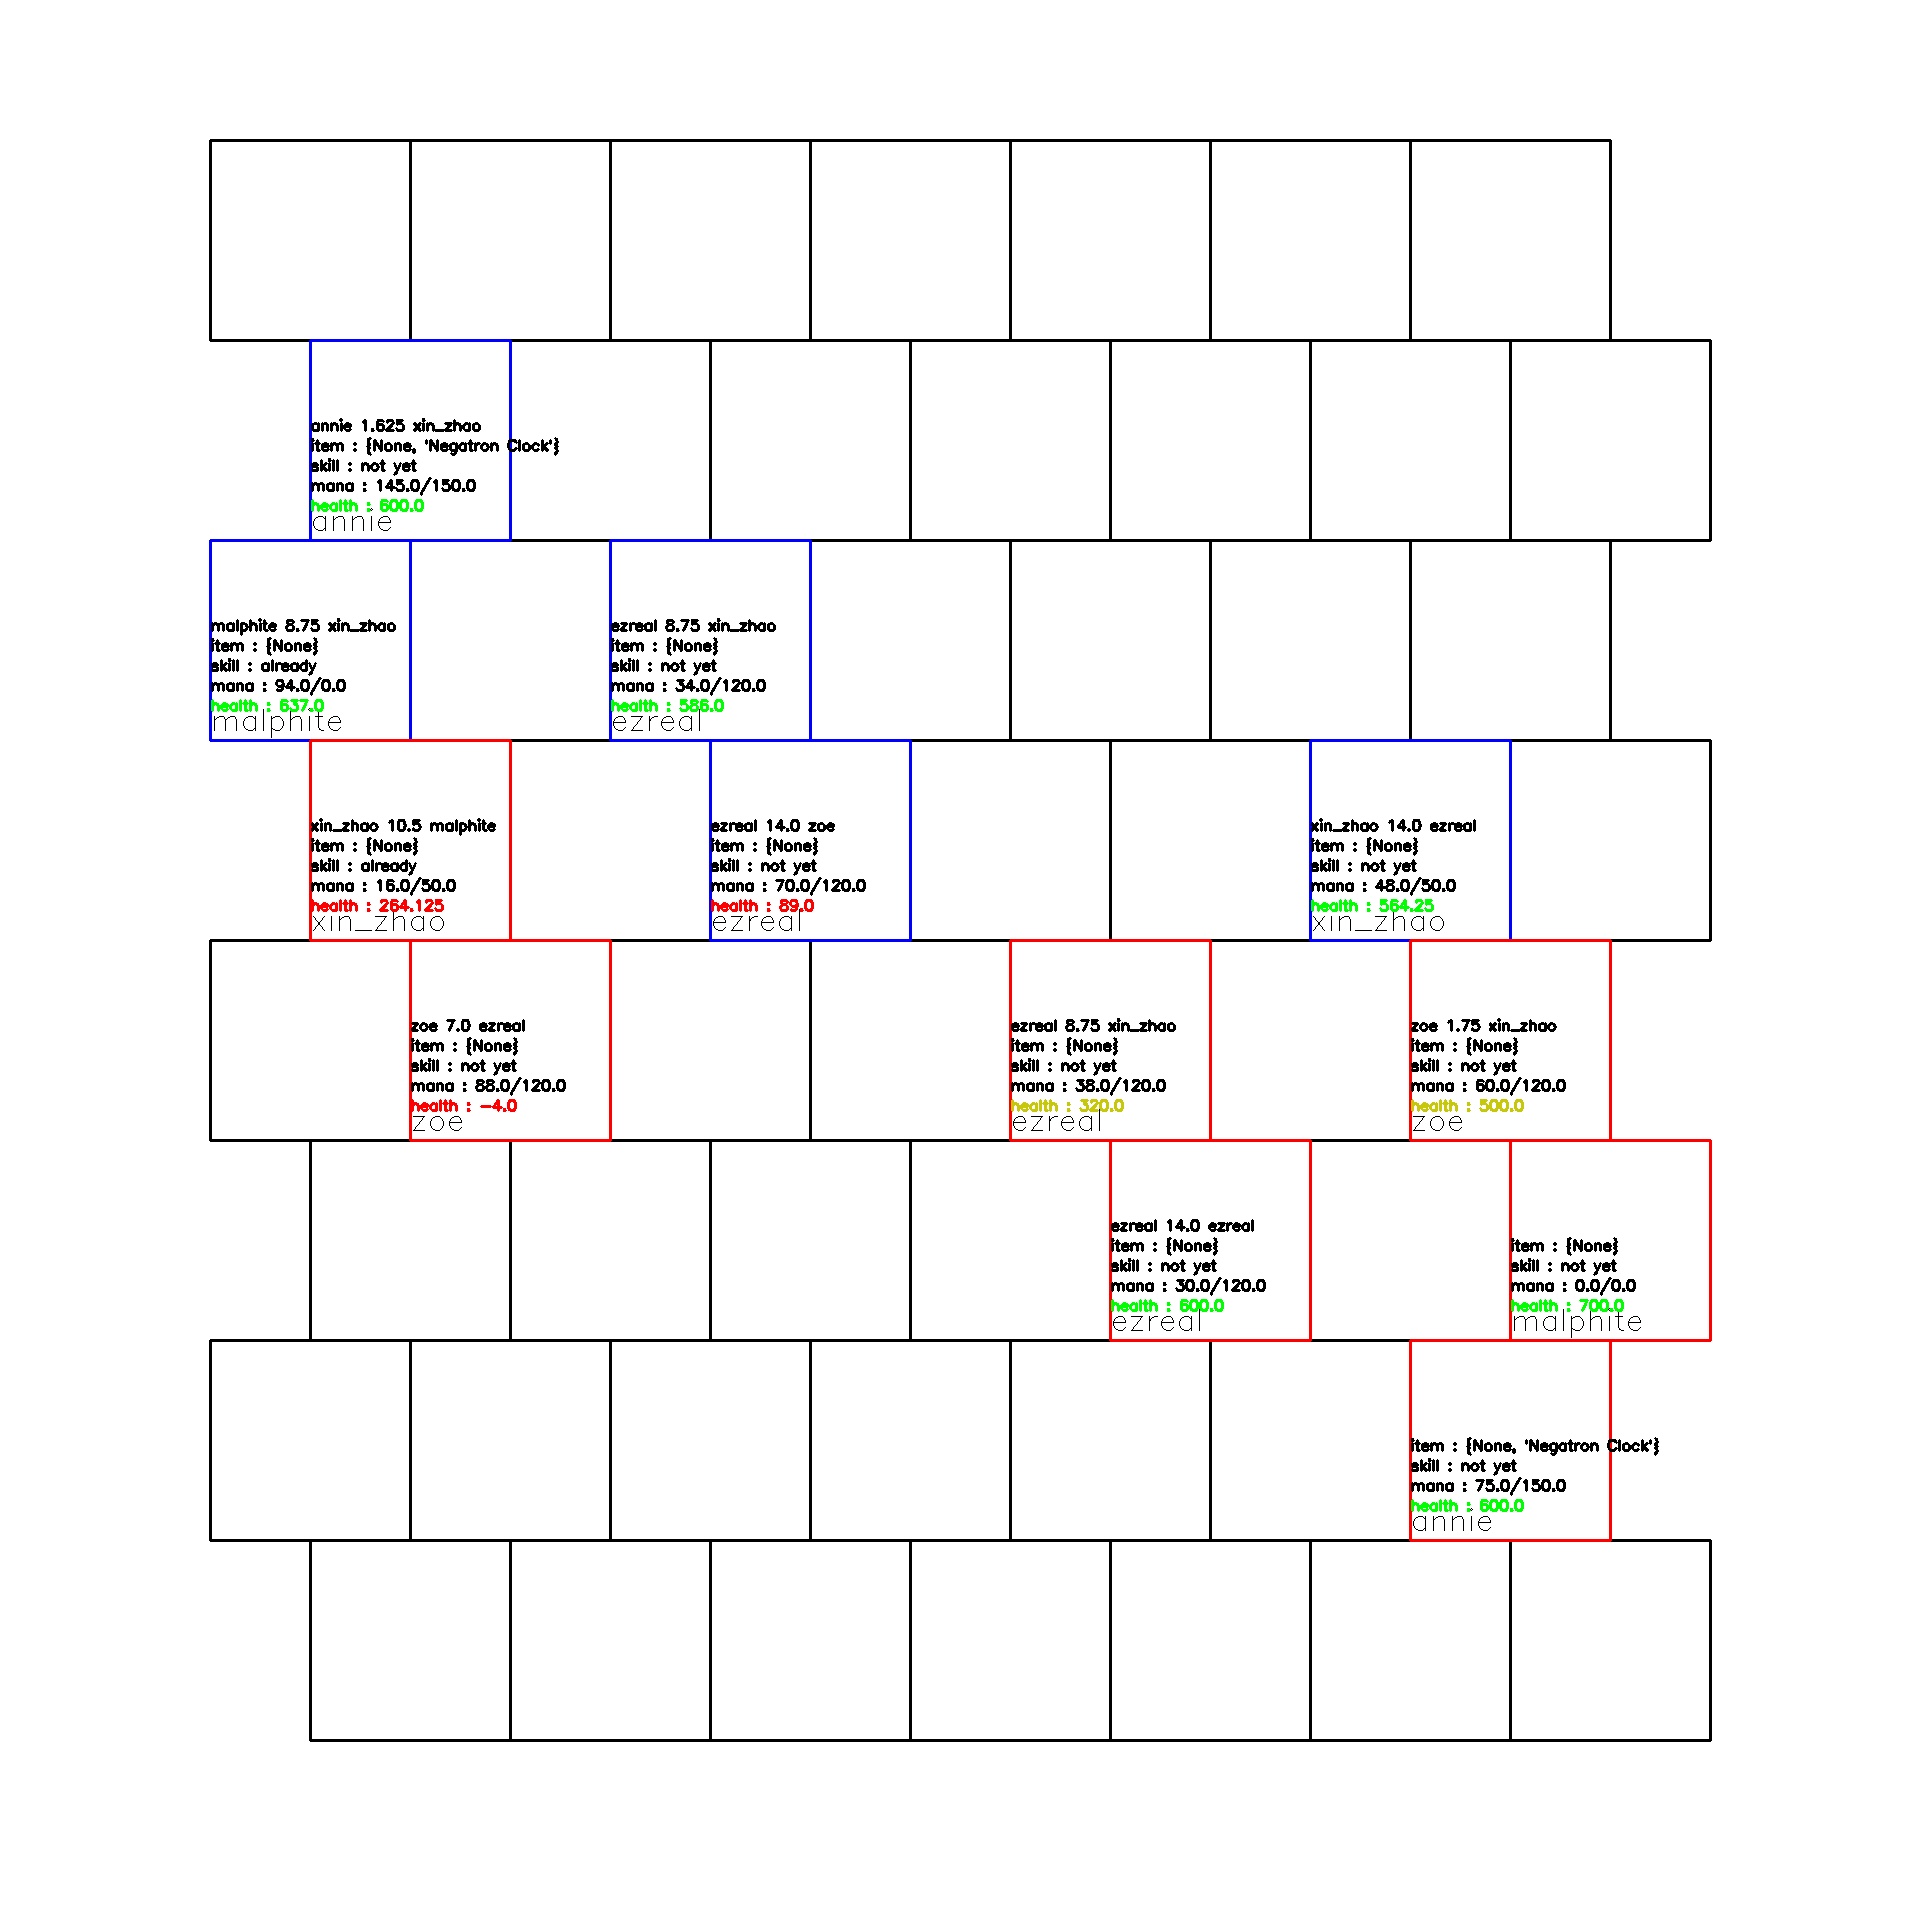 annie 1.625 xin_zhao
item : {None, 'Negatron Clock'}
skill : not yet
mana : 145.0/150.0
health : 600.0
annie
malphite 8.75 xin_zhao
item : {None}
skill : already
mana : 94.0/0.0
health : 637.0
malphite
ezreal 8.75 xin_zhao
item : {None}
skill : not yet
mana : 34.0/120.0
health : 586.0
ezreal
xin_zhao 10.5 malphite
item : {None}
skill : already
mana : 16.0/50.0
health : 264.125
xin_zhao
ezreal 14.0 zoe
item : {None}
skill : not yet
mana : 70.0/120.0
health : 89.0
ezreal
xin_zhao 14.0 ezreal
item : {None}
skill : not yet
mana : 48.0/50.0
health : 564.25
xin_zhao
zoe 7.0 ezreal
item : {None}
skill : not yet
mana : 88.0/120.0
health : -4.0
zoe
ezreal 8.75 xin_zhao
item : {None}
skill : not yet
mana : 38.0/120.0
health : 320.0
ezreal
zoe 1.75 xin_zhao
item : {None}
skill : not yet
mana : 60.0/120.0
health : 500.0
zoe
ezreal 14.0 ezreal
item : {None}
skill : not yet
mana : 30.0/120.0
health : 600.0
ezreal
item : {None}
skill : not yet
mana : 0.0/0.0
health : 700.0
malphite
item : {None, 'Negatron Clock'}
skill : not yet
mana : 75.0/150.0
health : 600.0
annie